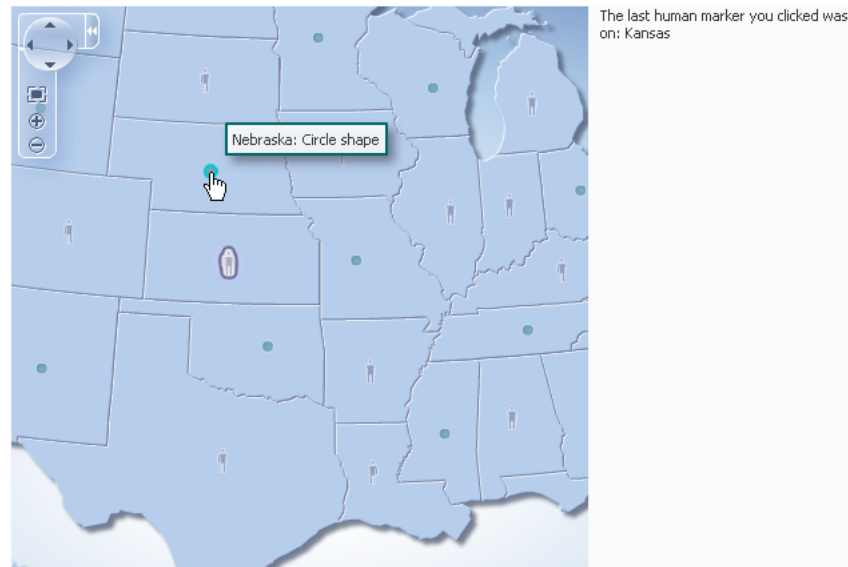 The last human marker you clicked was
on: Kansas
Nebraska: Circle shape